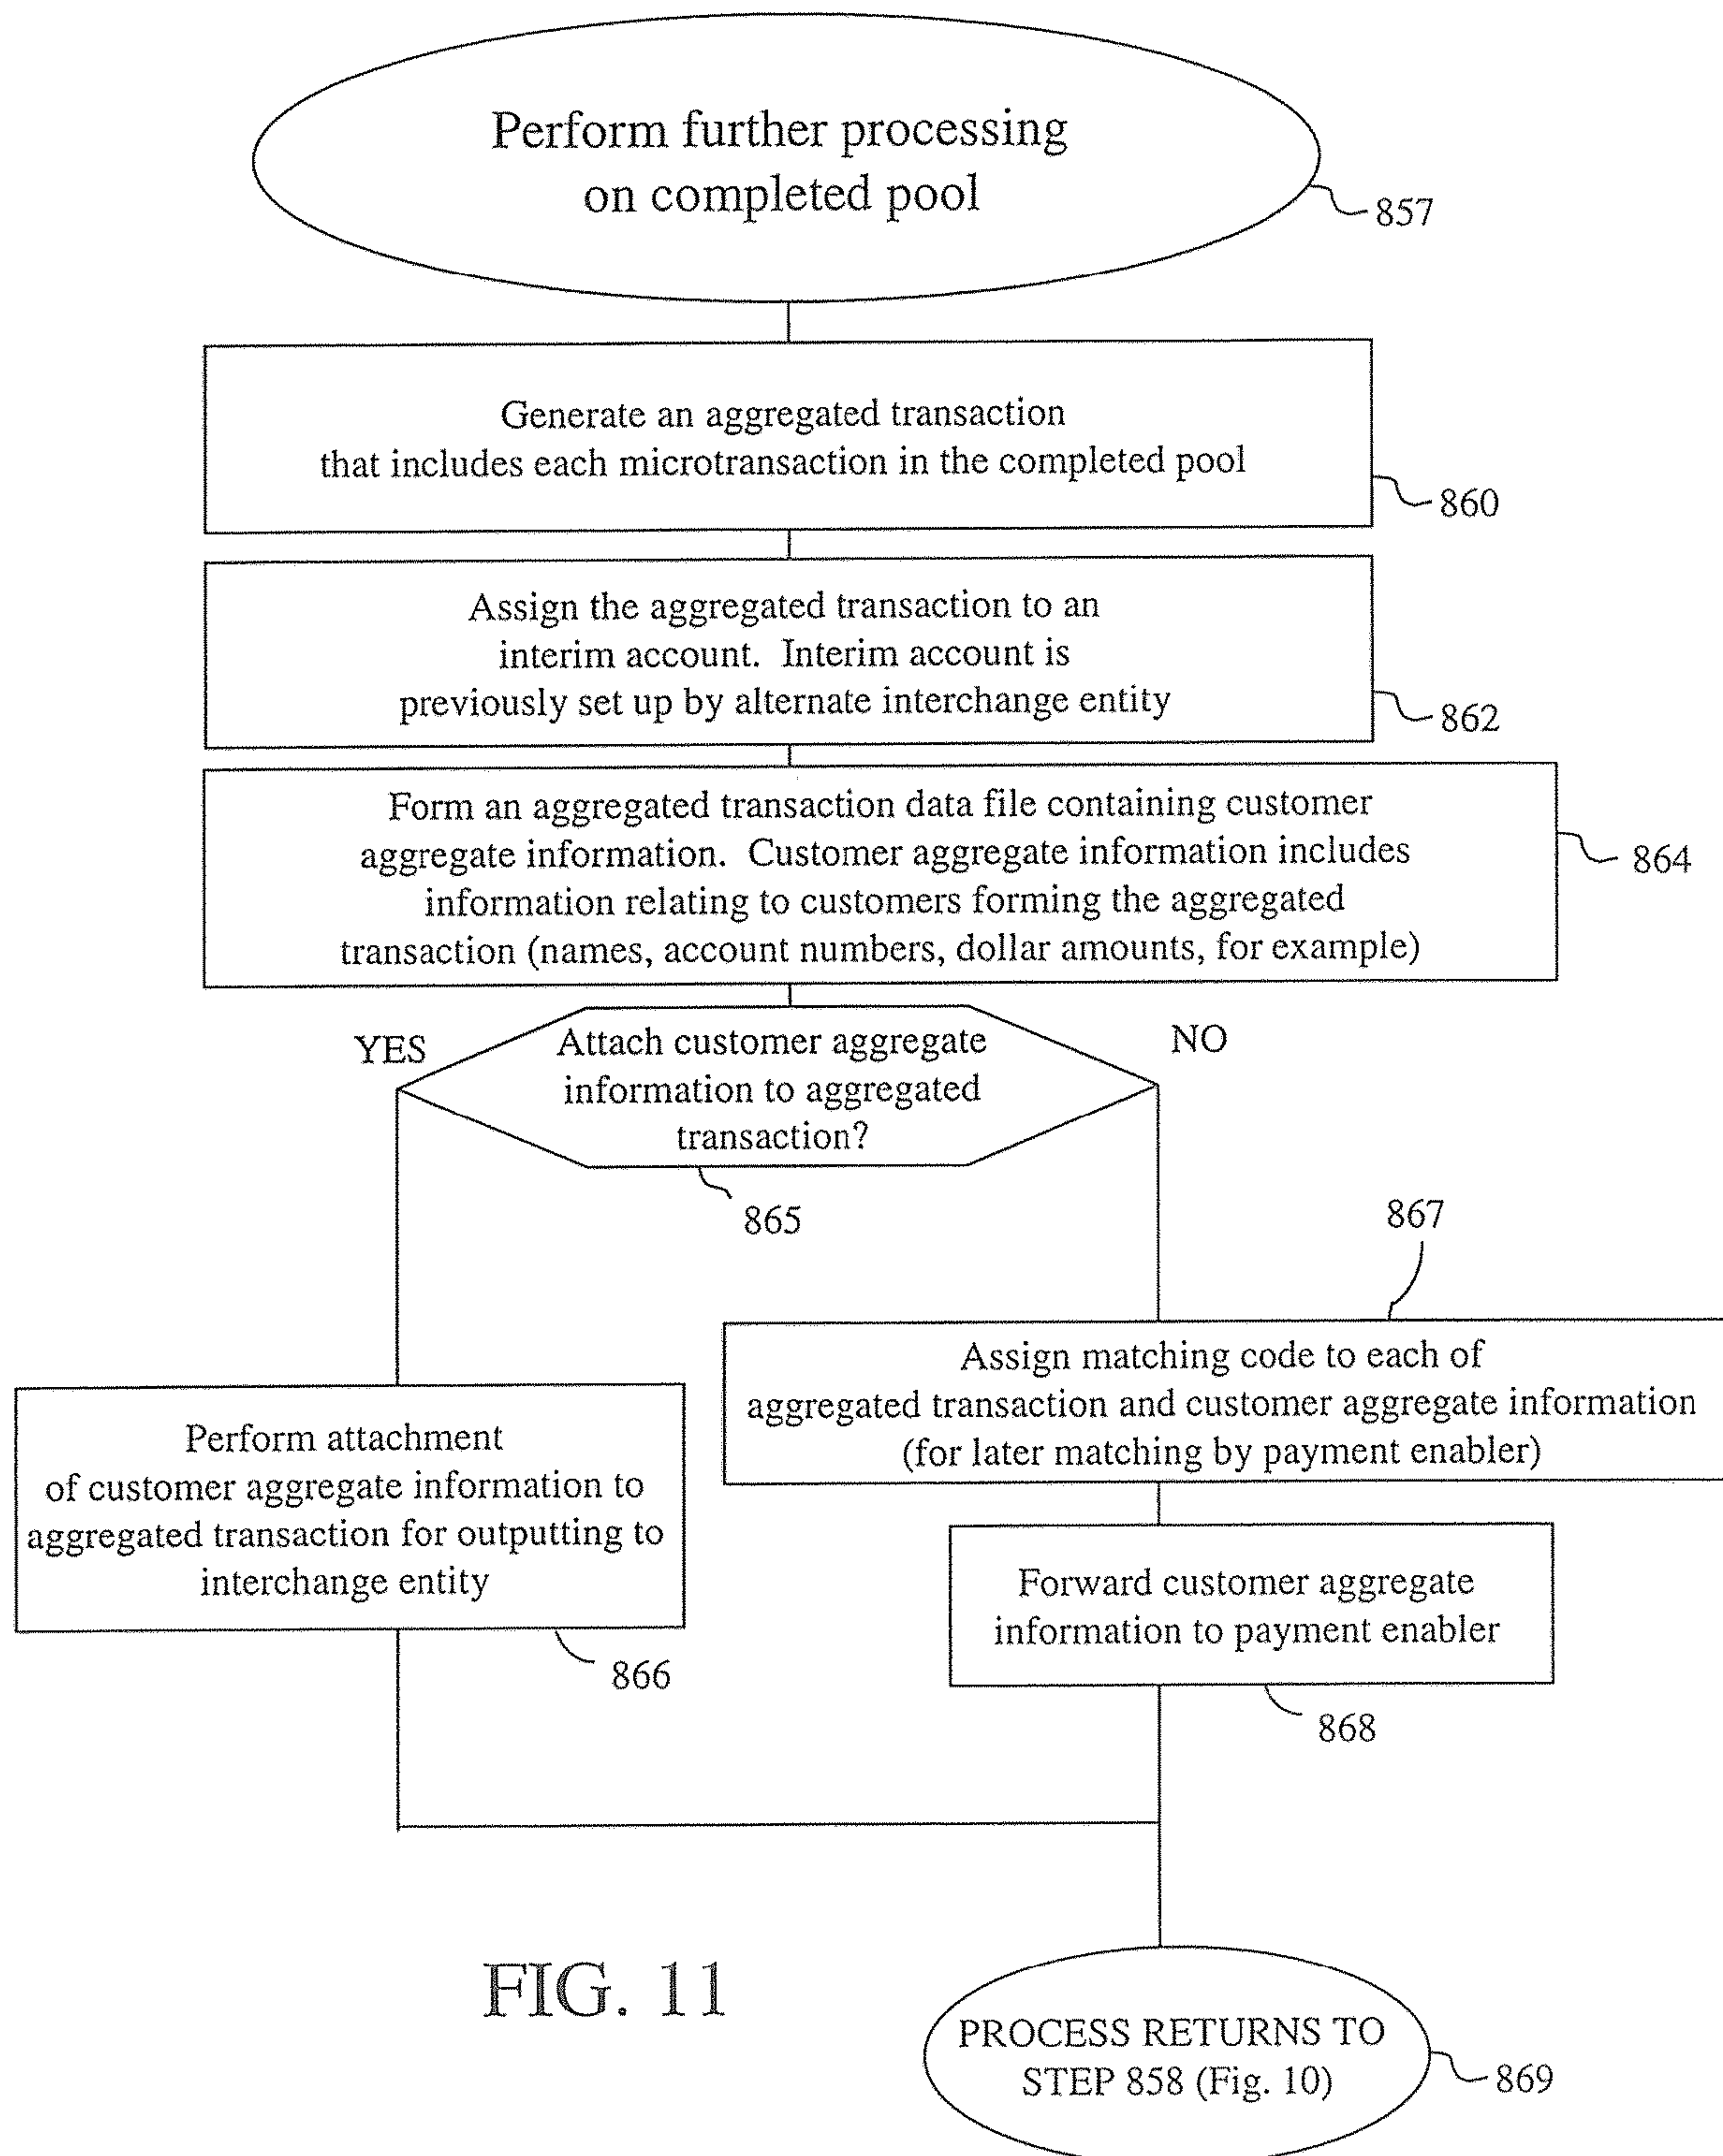 Perform further processing
on completed pool
857
Generate an aggregated transaction
that includes each microtransaction in the completed pool
860
Assign the aggregated transaction to an
interim account. Interim account is
previously set up by alternate interchange entity
862
Form an aggregated transaction data file containing customer
aggregate information. Customer aggregate information includes
information relating to customers forming the aggregated
transaction (names, account numbers, dollar amounts, for example)
864
YES
Attach customer aggregate
information to aggregated
transaction?
NO
865
867
Assign matching code to each of
aggregated transaction and customer aggregate information
(for later matching by payment enabler)
Perform attachment
of customer aggregate information to
aggregated transaction for outputting to
interchange entity
866
Forward customer aggregate
information to payment enabler
868
FIG. 11
PROCESS RETURNS TO
STEP 858 (Fig. 10)
869